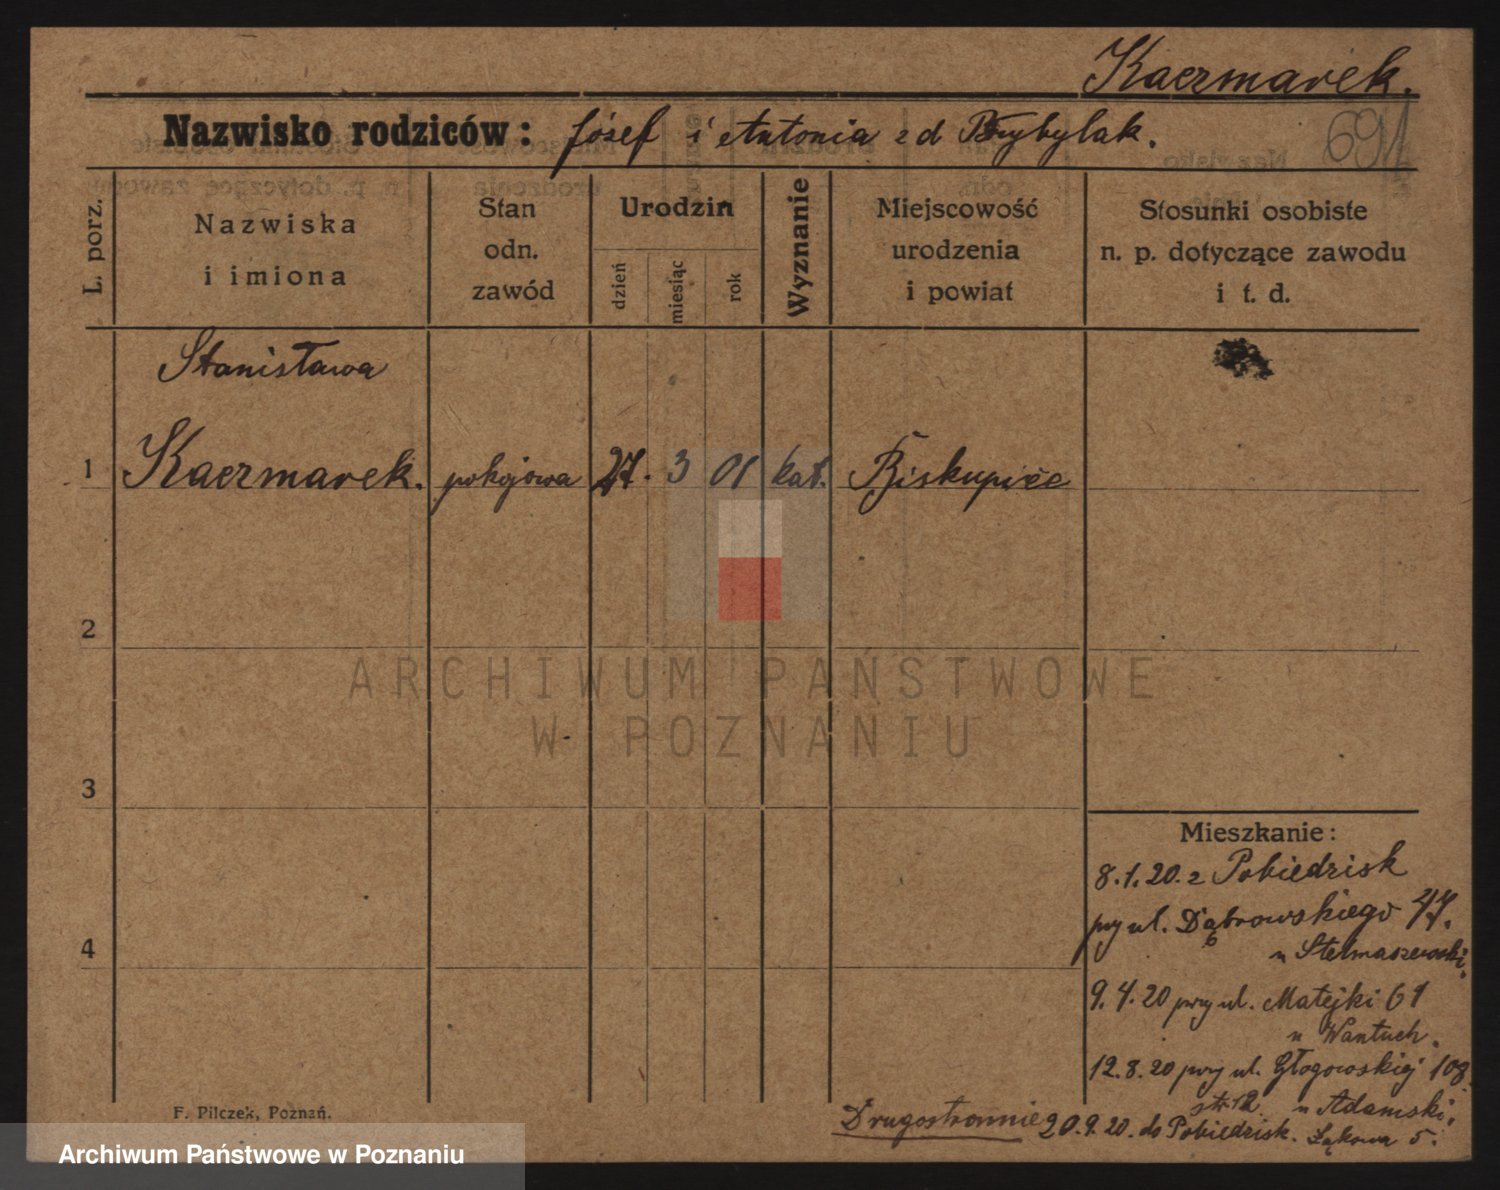 Kaczmarek.
Nazwisko rodziców: Józef i Antonia z d Przybylak.
691
L. porz.
Nazwiska
i imiona
Stan
odn.
zawód
Urodzin
dzień
miesiąc
rok
Wyznanie
Miejscowość
urodzenia
i powiat
Stosunki osobiste
n. p. dotyczące zawodu
i t. d.
Stanisława
1 Kaczmarek. pokojowa 27. 3 01 kat. Biskupice
2
ARCHIWUM PAŃSTWOWE
W POZNANIU
3
Mieszkanie:
8.1.20. z Pobiedzisk
przy ul. Dąbrowskiego 47.
u Stelmaszewski,
4
9.4.20 przy ul. Matejki 61
u Wantuch.
12.8.20 przy ul. Głogowskiej 108
str. 12. u Adamski,
F. Pilczek, Poznań.
Drugostronnie 20.9.20. do Pobiedzisk. Łąkowa 5.
Archiwum Państwowe w Poznaniu